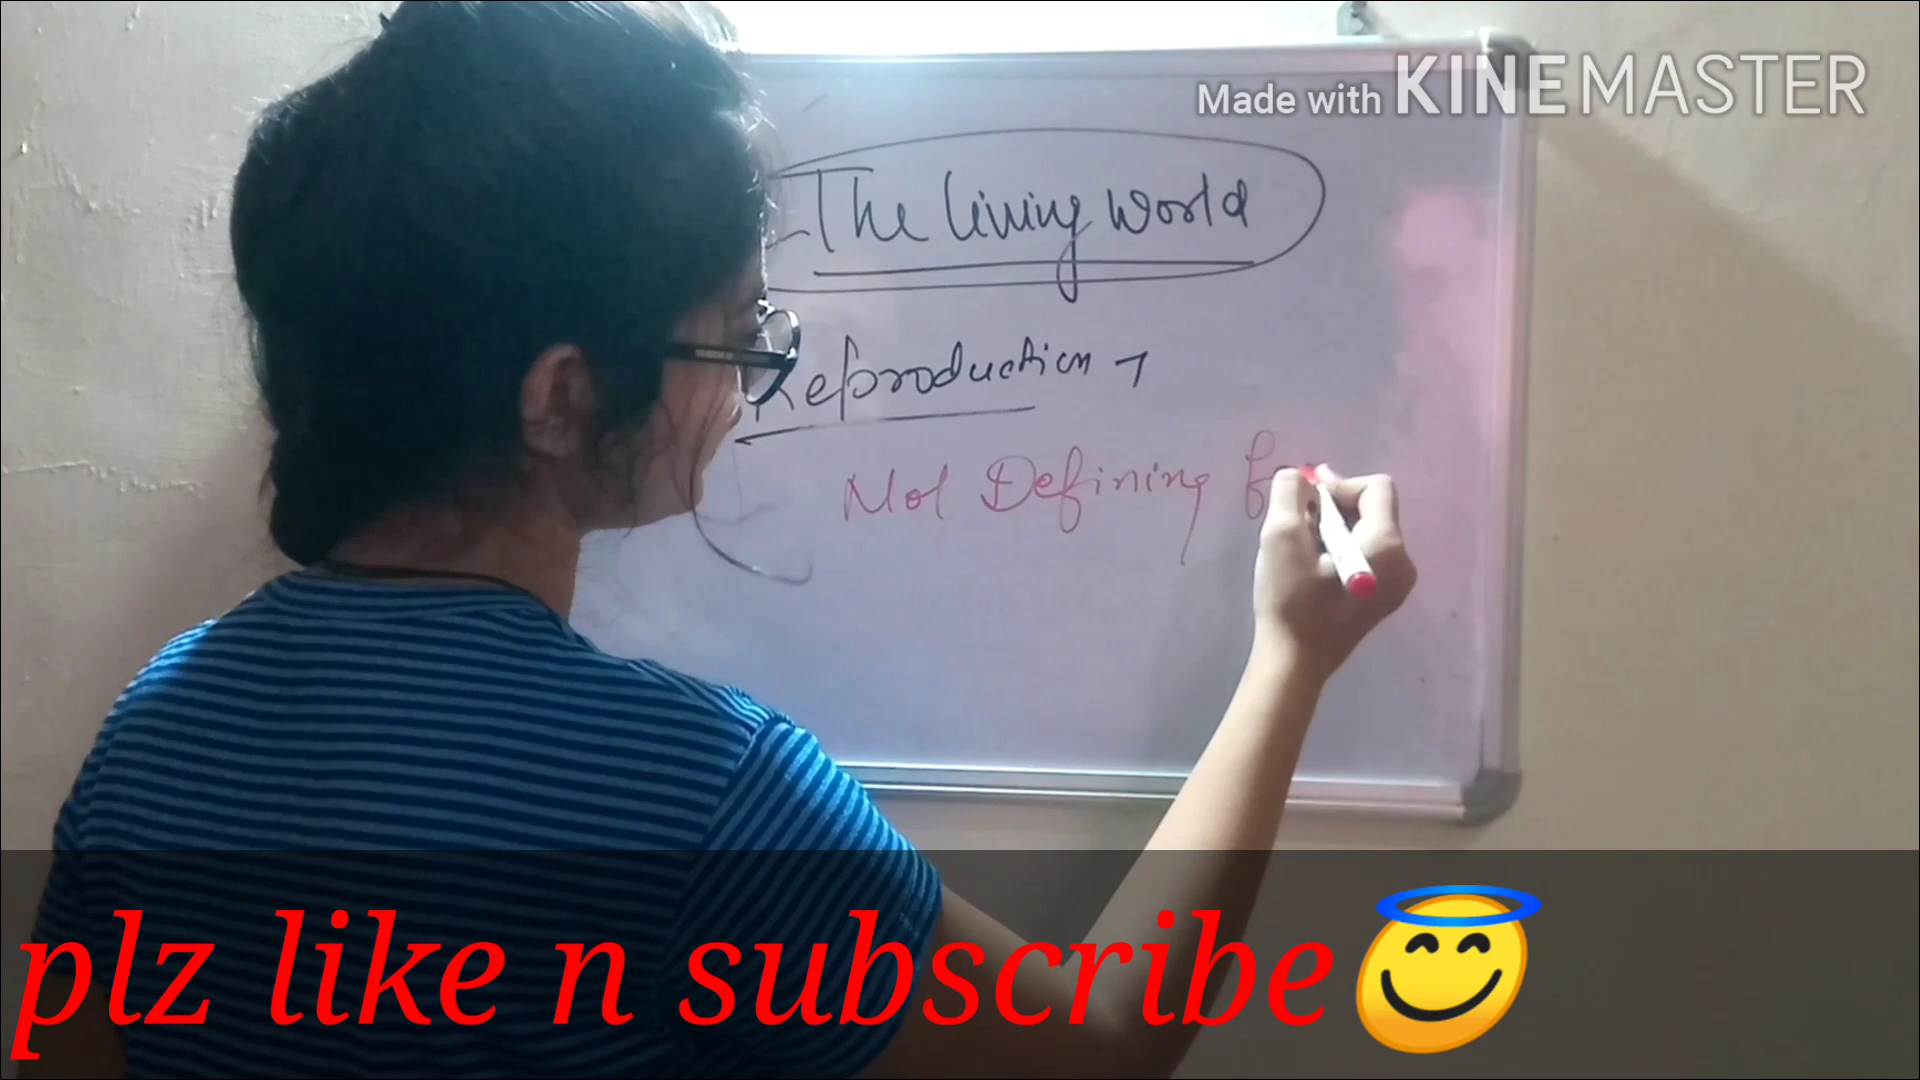 Made with KINEMASTER
The living world
Reproduction →
Not Defining
plz like n subscribe😇